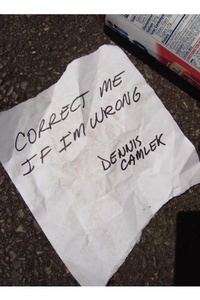 CORRECT ME
IF I'M WRONG
DENNIS
CAMLEK